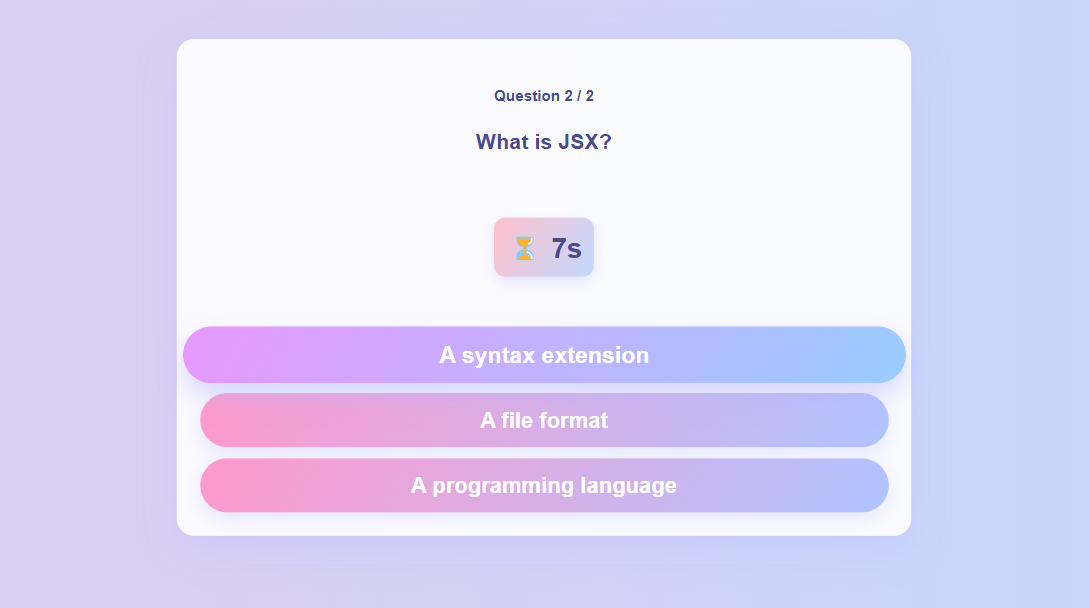 Question 2 / 2
What is JSX?
⏳ 7s
A syntax extension
A file format
A programming language